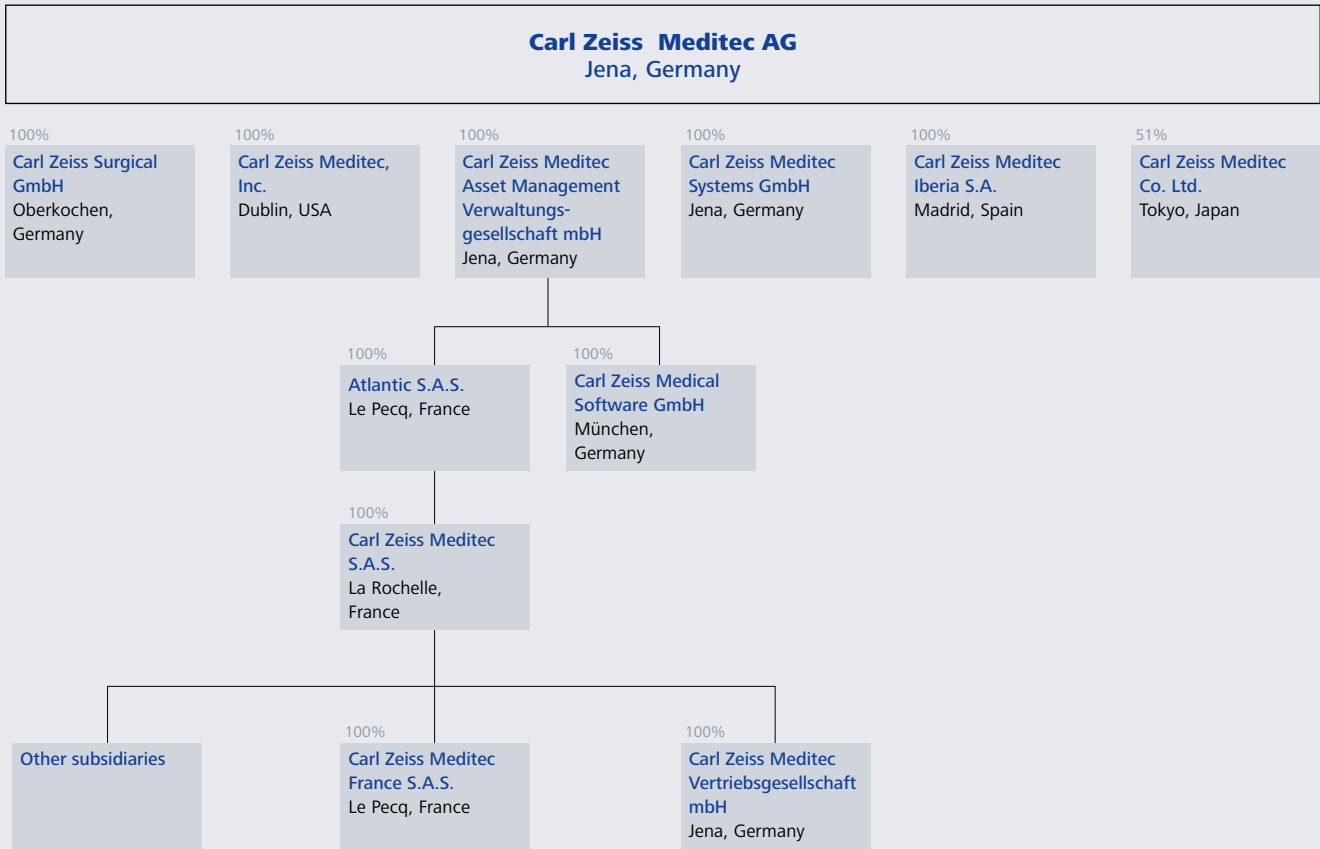 Carl Zeiss Meditec AG
Jena, Germany
100%
Carl Zeiss Surgical
GmbH
Oberkochen,
Germany
100%
Carl Zeiss Meditec,
Inc.
Dublin, USA
100%
Carl Zeiss Meditec
Asset Management
Verwaltungs-
gesellschaft mbH
Jena, Germany
100%
Carl Zeiss Meditec
Systems GmbH
Jena, Germany
100%
Carl Zeiss Meditec
Iberia S.A.
Madrid, Spain
51%
Carl Zeiss Meditec
Co. Ltd.
Tokyo, Japan
100%
Atlantic S.A.S.
Le Pecq, France
100%
Carl Zeiss Medical
Software GmbH
München,
Germany
100%
Carl Zeiss Meditec
S.A.S.
La Rochelle,
France
Other subsidiaries
100%
Carl Zeiss Meditec
France S.A.S.
Le Pecq, France
100%
Carl Zeiss Meditec
Vertriebsgesellschaft
mbH
Jena, Germany